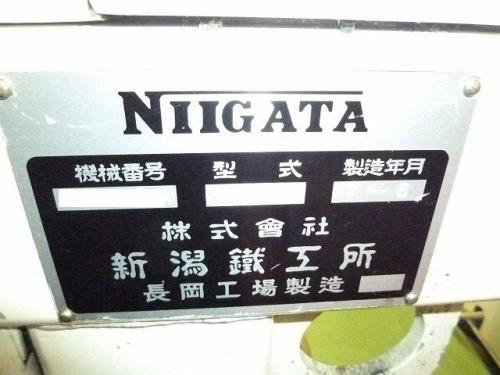 NIIGATA
機械番号 型式 製造年月
株式會社
新潟鐵工所
長岡工場製造